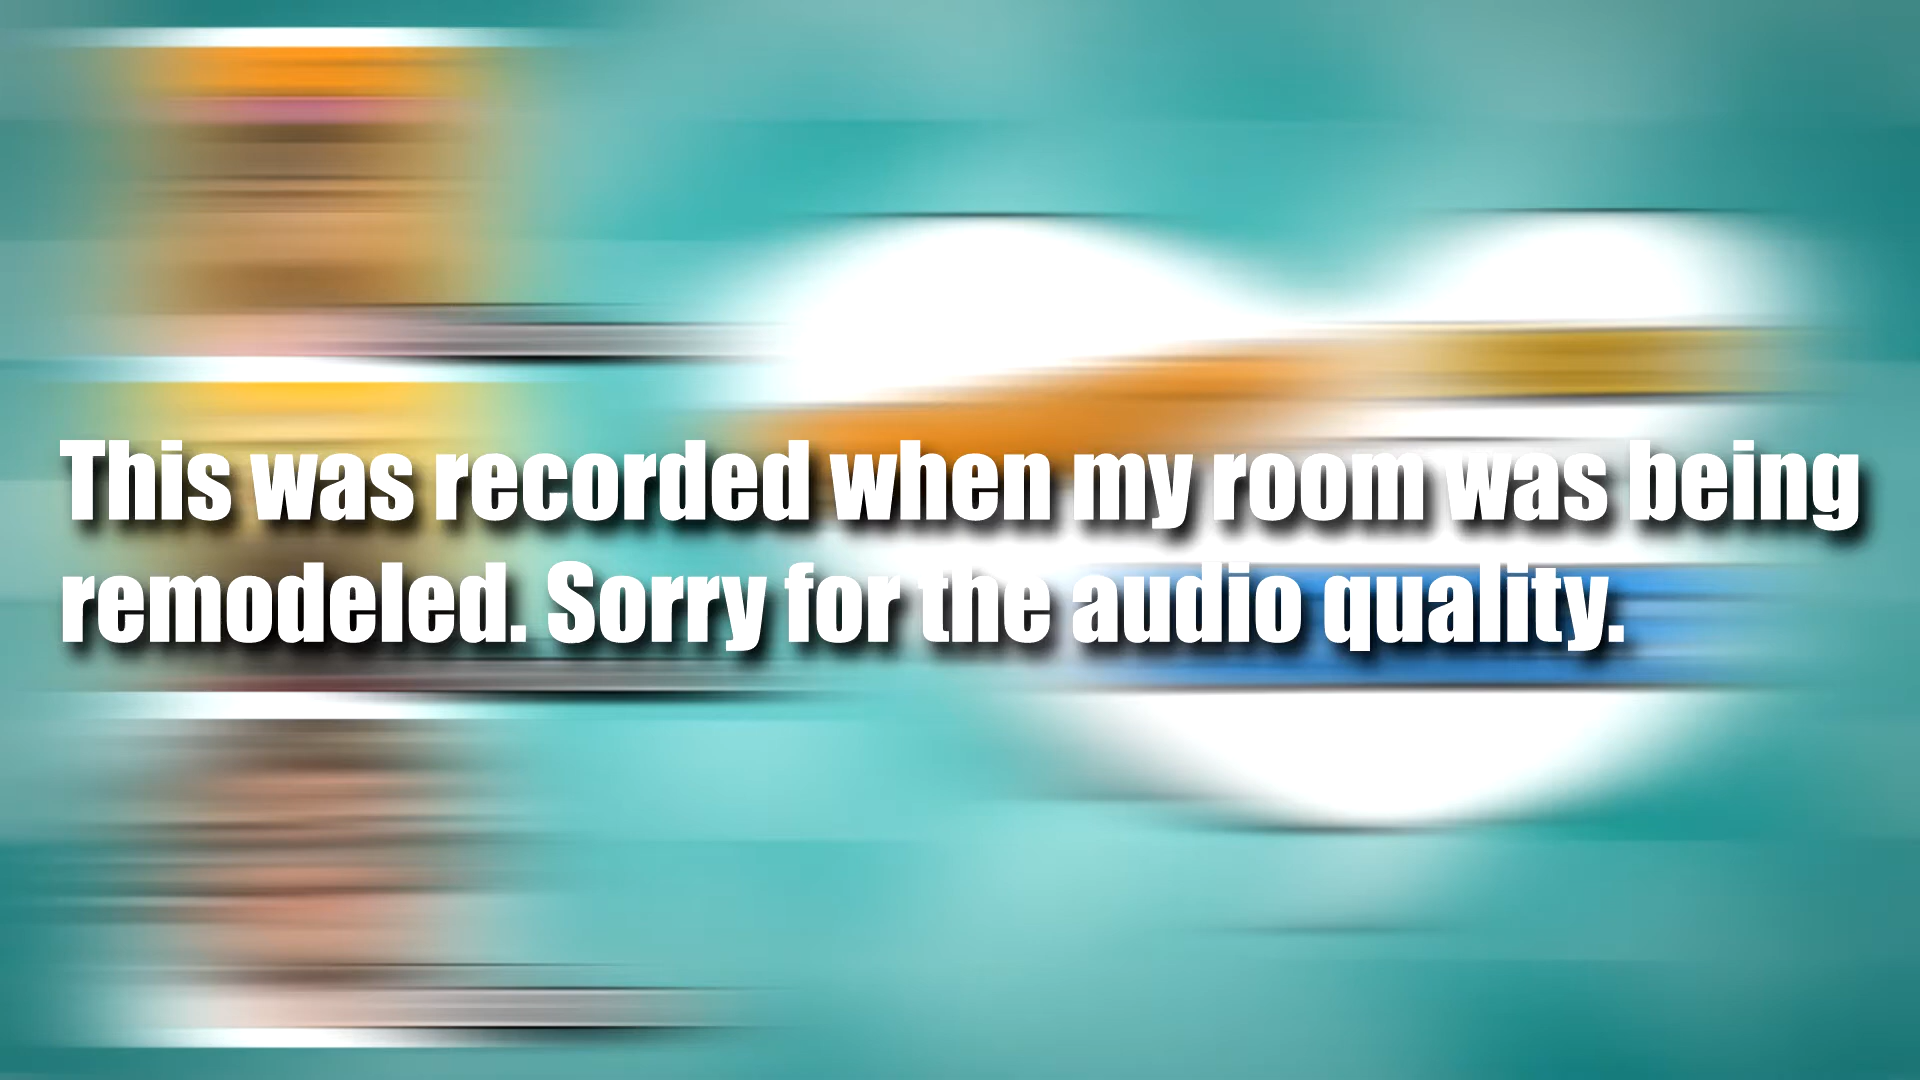 This was recorded when my room was being
remodeled. Sorry for the audio quality.